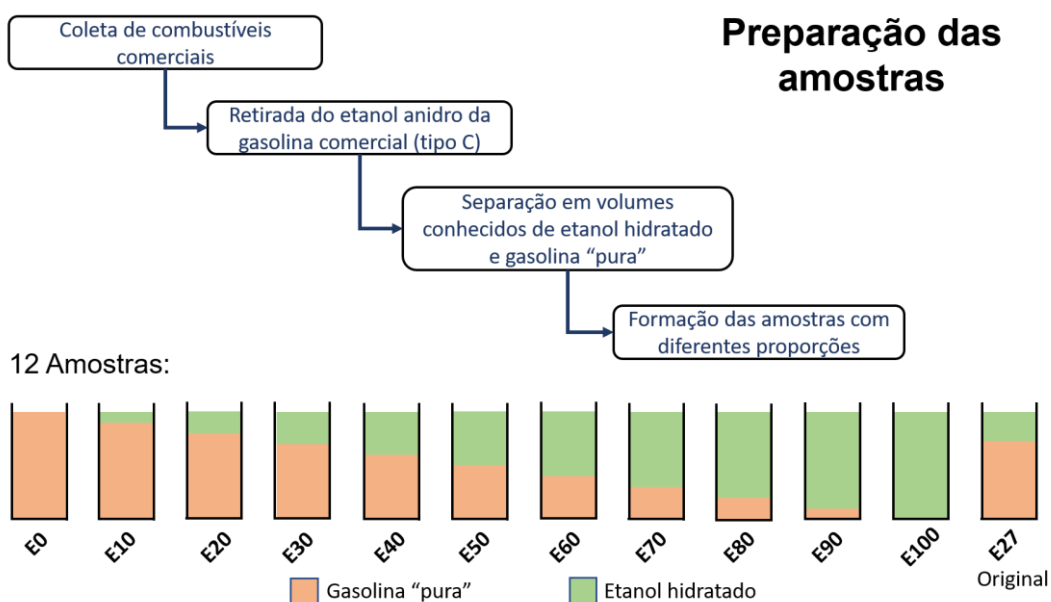 Preparação das
amostras
Coleta de combustíveis
comerciais
Retirada do etanol anidro da
gasolina comercial (tipo C)
Separação em volumes
conhecidos de etanol hidratado
e gasolina “pura”
Formação das amostras com
diferentes proporções
12 Amostras:
E0
E10
E20
E30
E40
E50
E60
E70
E80
E90
E100
E27
Original
Gasolina “pura”
Etanol hidratado